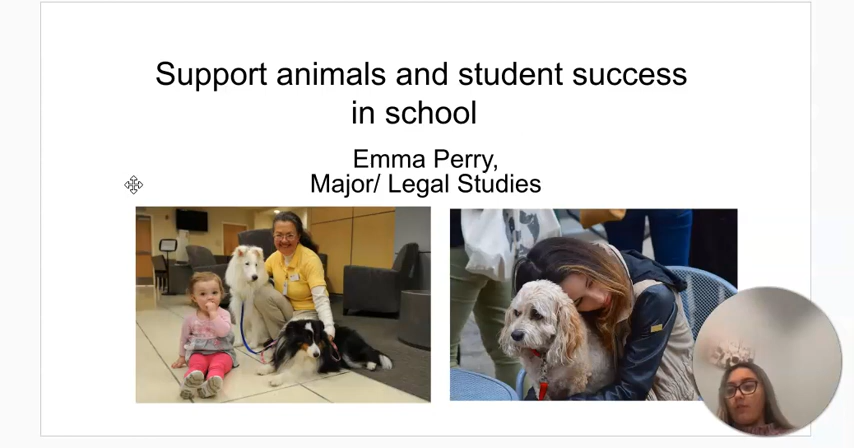 Support animals and student success
in school
Emma Perry,
Major/ Legal Studies